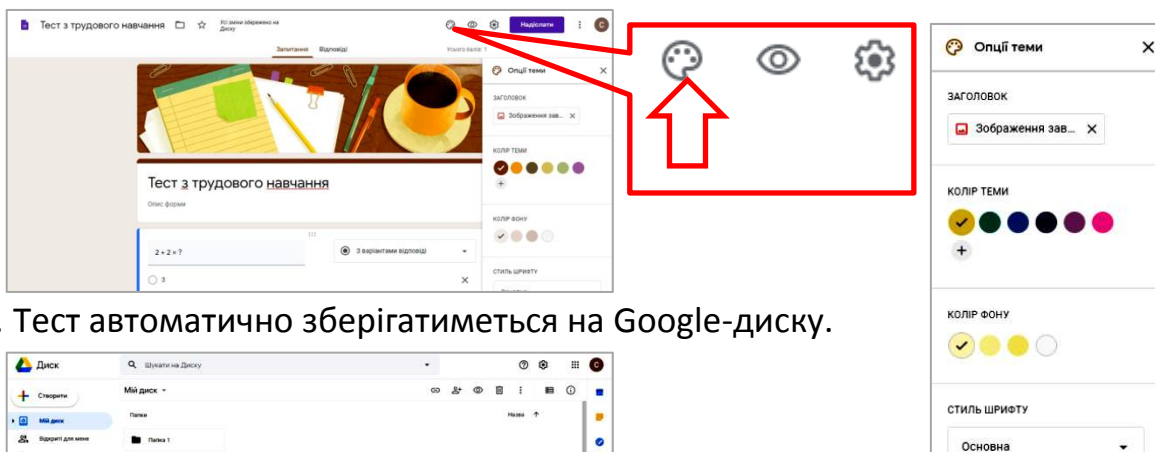 Тест з трудового навчання
Усі зміни збережено на
Диску
Надіслати
С
Запитання Відповіді
Усього балів: 1
Опції теми
ЗАГОЛОВОК
Зображення зав…
КОЛІР ТЕМИ
КОЛІР ФОНУ
СТИЛЬ ШРИФТУ
Тест з трудового навчання
Опис форми
2 + 2 = ?
З варіантами відповіді
3
Опції теми
ЗАГОЛОВОК
Зображення зав…
КОЛІР ТЕМИ
КОЛІР ФОНУ
СТИЛЬ ШРИФТУ
Основна
. Тест автоматично зберігатиметься на Google-диску.
Диск
Шукати на Диску
С
Створити
Мій диск
Мій диск
Папки
Назва
Відкриті для мене
Папка 1